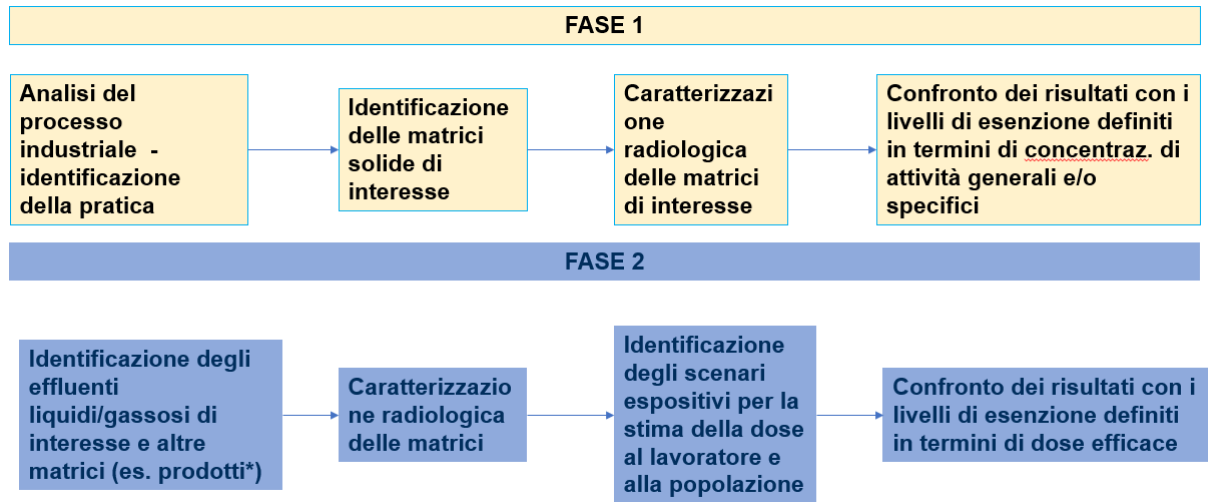 FASE 1
Analisi del
processo
industriale -
identificazione
della pratica
Identificazione
delle matrici
solide di
interesse
Caratterizzazi
one
radiologica
delle matrici
di interesse
Confronto dei risultati con i
livelli di esenzione definiti
in termini di concentraz. di
attività generali e/o
specifici
FASE 2
Identificazione degli
effluenti
liquidi/gassosi di
interesse e altre
matrici (es. prodotti*)
Caratterizzazio
ne radiologica
delle matrici
Identificazione
degli scenari
espositivi per la
stima della dose
al lavoratore e
alla popolazione
Confronto dei risultati con i
livelli di esenzione definiti
in termini di dose efficace